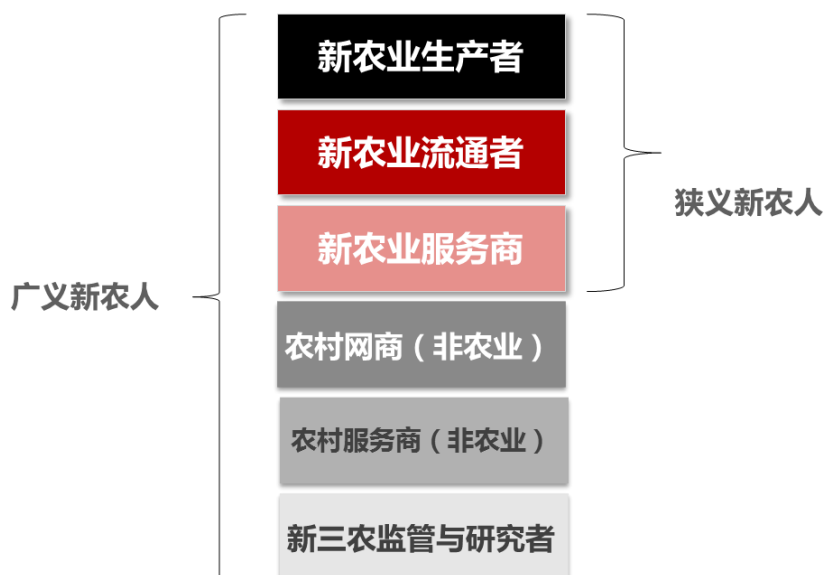 新农业生产者
新农业流通者
狭义新农人
新农业服务商
广义新农人
农村网商（非农业）
农村服务商（非农业）
新三农监管与研究者